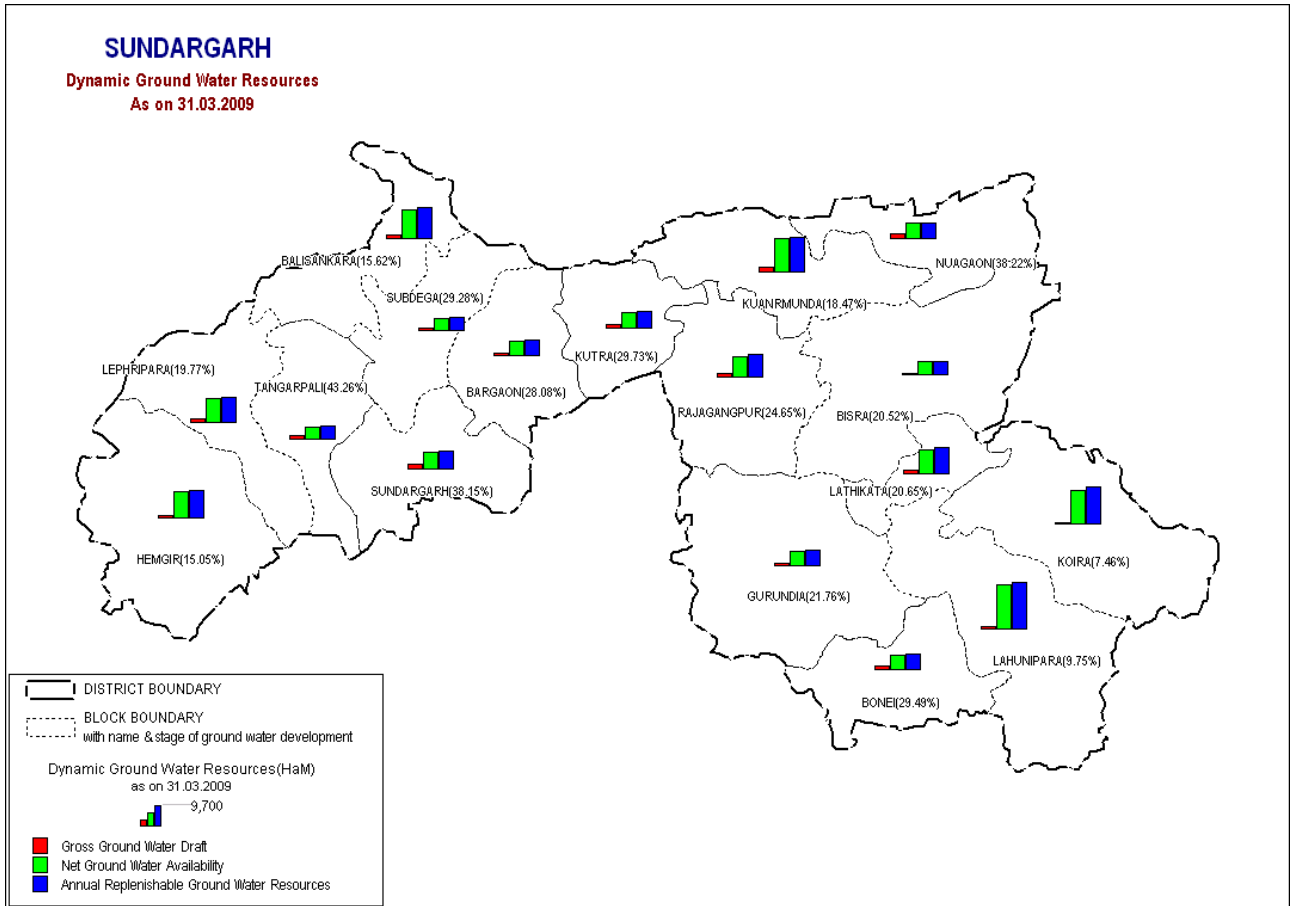 SUNDARGARH
Dynamic Ground Water Resources
As on 31.03.2009
BALISANKARA(15.62%)
NUAGAON(38.22%)
SUBDEGA(29.28%)
KUANRMUNDA(18.47%)
KUTRA(29.73%)
LEPHRIPARA(19.77%)
TANGARPALI(43.26%)
BARGAON(28.08%)
RAJAGANGPUR(24.65%)
BISRA(20.52%)
SUNDARGARH(38.15%)
LATHIKATA(20.65%)
HEMGIR(15.05%)
KOIRA(7.46%)
GURUNDIA(21.76%)
LAHUNIPARA(9.75%)
BONEI(29.49%)
DISTRICT BOUNDARY
BLOCK BOUNDARY
with name & stage of ground water development
Dynamic Ground Water Resources(HaM)
as on 31.03.2009
9,700
Gross Ground Water Draft
Net Ground Water Availability
Annual Replenishable Ground Water Resources